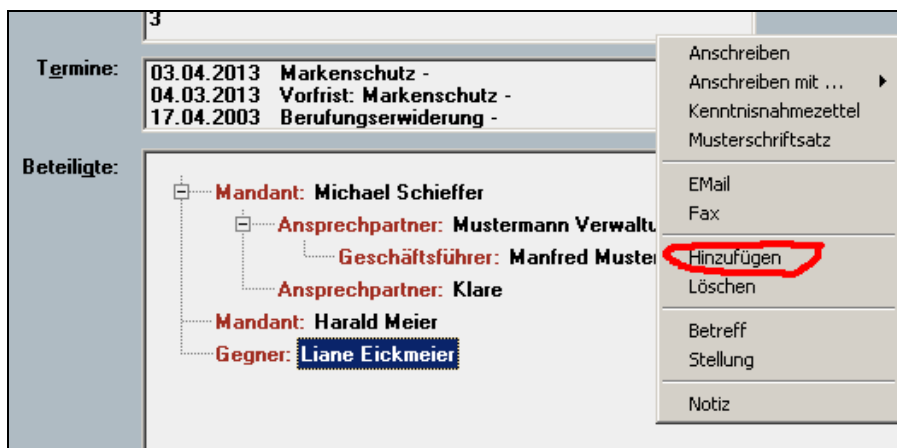 3
Termine:
03.04.2013 Markenschutz -
04.03.2013 Vorfrist: Markenschutz -
17.04.2003 Berufungserwiderung -
Beteiligte:
Mandant: Michael Schieffer
Ansprechpartner: Mustermann Verwaltu
Geschäftsführer: Manfred Muster
Ansprechpartner: Klare
Mandant: Harald Meier
Gegner: Liane Eickmeier
Anschreiben
Anschreiben mit ...
Kenntnisnahmezettel
Musterschriftsatz
EMail
Fax
Hinzufügen
Löschen
Betreff
Stellung
Notiz